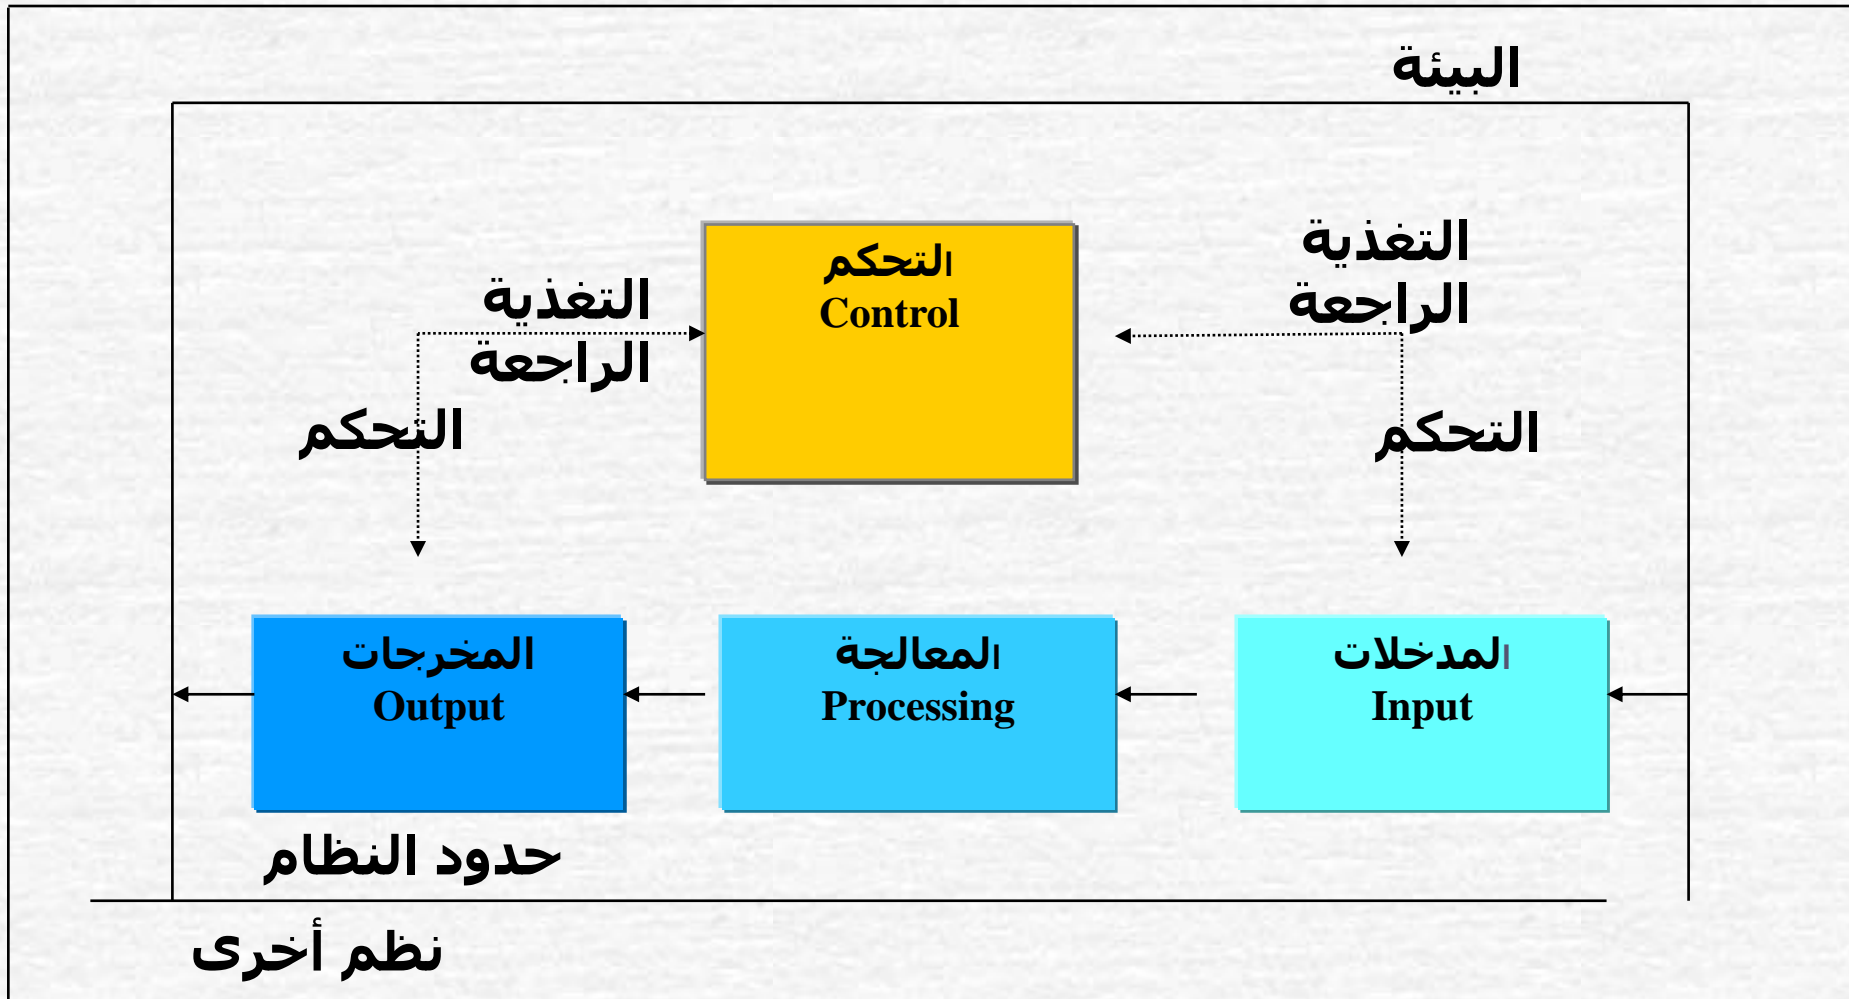 البيئة
التحكم
Control
التغذية
الراجعة
التحكم
التغذية
الراجعة
التحكم
المدخلات
Input
المعالجة
Processing
المخرجات
Output
حدود النظام
نظم أخرى